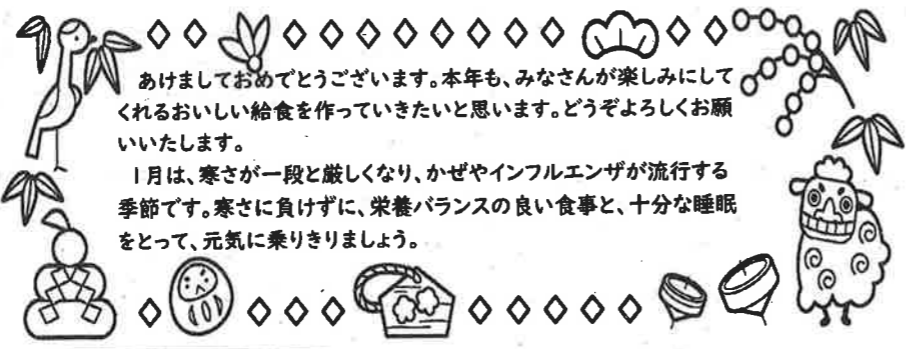 あけましておめでとうございます。本年も、みなさんが楽しみにして
くれるおいしい給食を作っていきたいと思います。どうぞよろしくお願
いいたします。
1月は、寒さが一段と厳しくなり、かぜやインフルエンザが流行する
季節です。寒さに負けずに、栄養バランスの良い食事と、十分な睡眠
をとって、元気に乗りきりましょう。